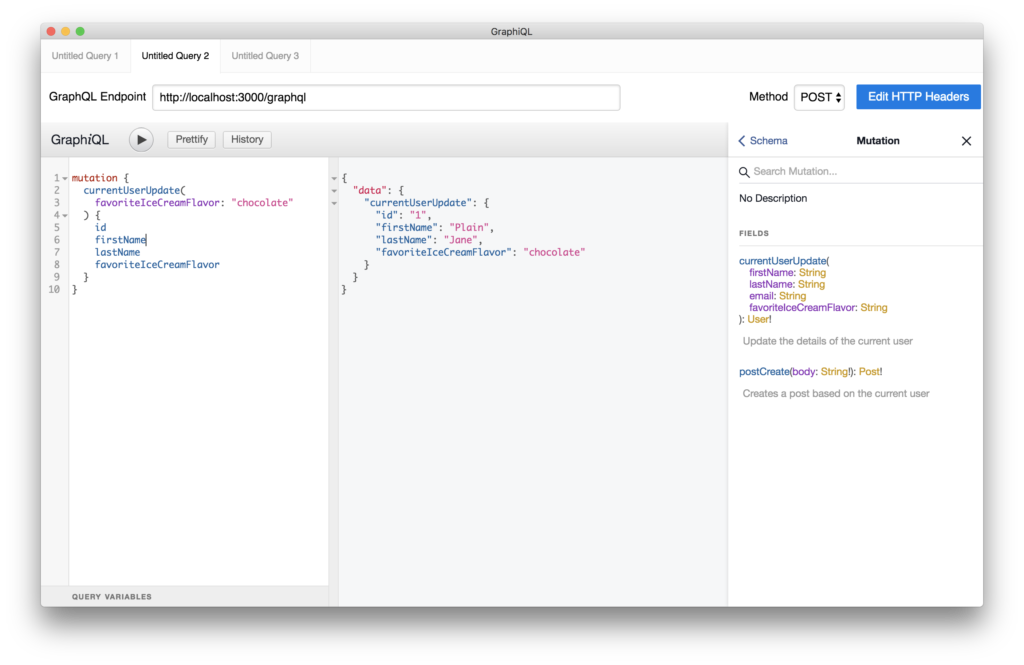 GraphiQL
Untitled Query 1 Untitled Query 2 Untitled Query 3
GraphQL Endpoint http://localhost:3000/graphql Method POST Edit HTTP Headers
GraphiQL Prettify History
1 mutation {
2 currentUserUpdate(
3 favoriteIceCreamFlavor: "chocolate"
4 ) {
5 id
6 firstName
7 lastName
8 favoriteIceCreamFlavor
9 }
10 }
QUERY VARIABLES
{
"data": {
"currentUserUpdate": {
"id": "1",
"firstName": "Plain",
"lastName": "Jane",
"favoriteIceCreamFlavor": "chocolate"
}
}
}
Schema Mutation
Search Mutation...
No Description
FIELDS
currentUserUpdate(
firstName: String
lastName: String
email: String
favoriteIceCreamFlavor: String
): User!
Update the details of the current user
postCreate(body: String!): Post!
Creates a post based on the current user